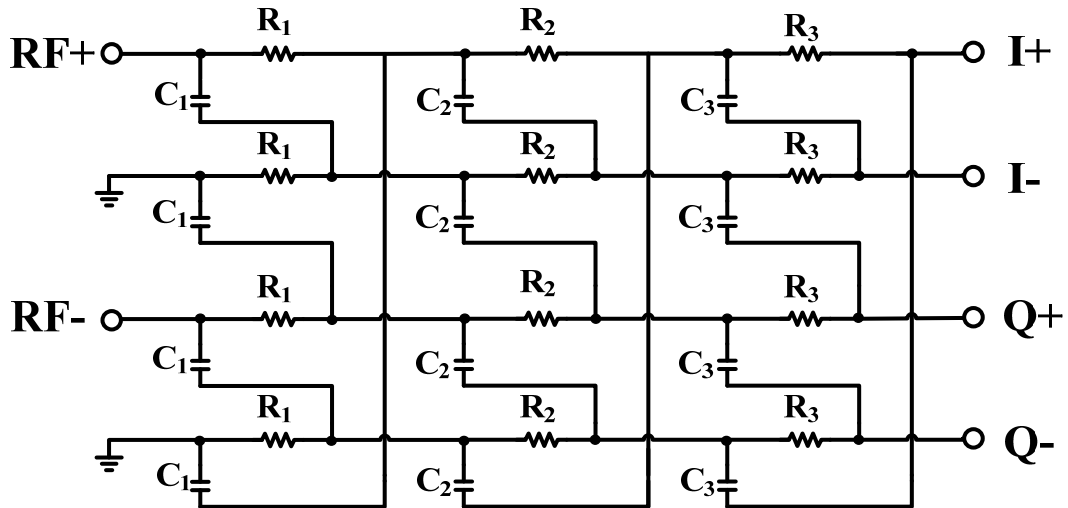 R₁ R₂ R₃
RF+ I+
C₁ C₂ C₃
R₁ R₂ R₃
I-
C₁ C₂ C₃
R₁ R₂ R₃
RF- Q+
C₁ C₂ C₃
R₁ R₂ R₃
Q-
C₁ C₂ C₃